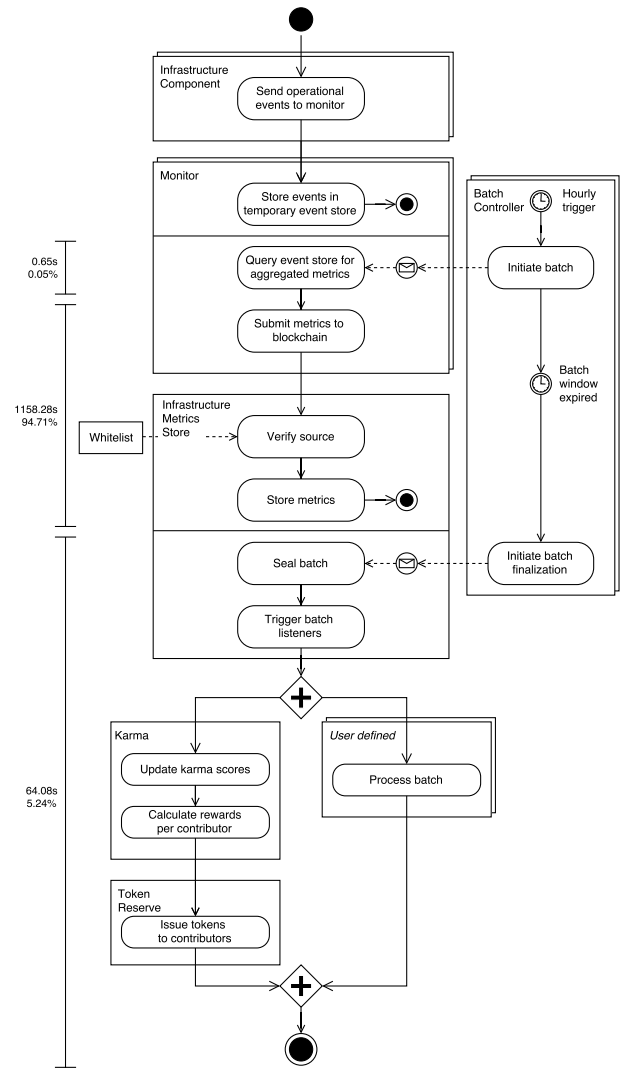 Infrastructure
Component
Send operational
events to monitor
Monitor
Store events in
temporary event store
Batch
Controller
Hourly
trigger
0.65s
0.05%
Query event store for
aggregated metrics
Initiate batch
Submit metrics to
blockchain
Batch
window
expired
1158.28s
94.71%
Infrastructure
Metrics
Store
Whitelist
Verify source
Store metrics
Seal batch
Initiate batch
finalization
Trigger batch
listeners
Karma
User defined
Update karma scores
Process batch
64.08s
5.24%
Calculate rewards
per contributor
Token
Reserve
Issue tokens
to contributors